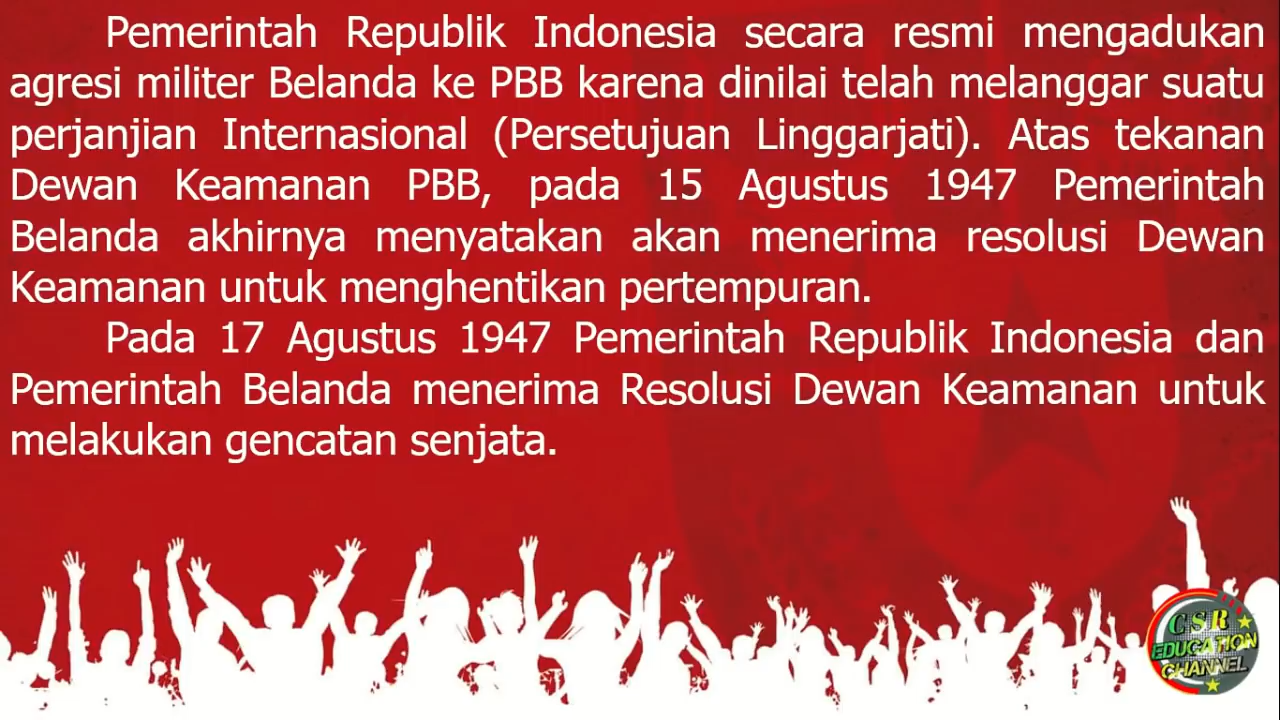 Pemerintah Republik Indonesia secara resmi mengadukan
agresi militer Belanda ke PBB karena dinilai telah melanggar suatu
perjanjian Internasional (Persetujuan Linggarjati). Atas tekanan
Dewan Keamanan PBB, pada 15 Agustus 1947 Pemerintah
Belanda akhirnya menyatakan akan menerima resolusi Dewan
Keamanan untuk menghentikan pertempuran.
Pada 17 Agustus 1947 Pemerintah Republik Indonesia dan
Pemerintah Belanda menerima Resolusi Dewan Keamanan untuk
melakukan gencatan senjata.
CSR
EDUCATION
CHANNEL